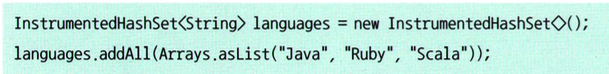 InstrumentedHashSet<String> languages = new InstrumentedHashSet<>();
languages.addAll(Arrays.asList("Java", "Ruby", "Scala"));